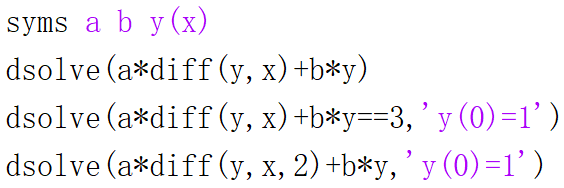 syms a b y(x)
dsolve(a*diff(y,x)+b*y)
dsolve(a*diff(y,x)+b*y==3,'y(0)=1')
dsolve(a*diff(y,x,2)+b*y,'y(0)=1')